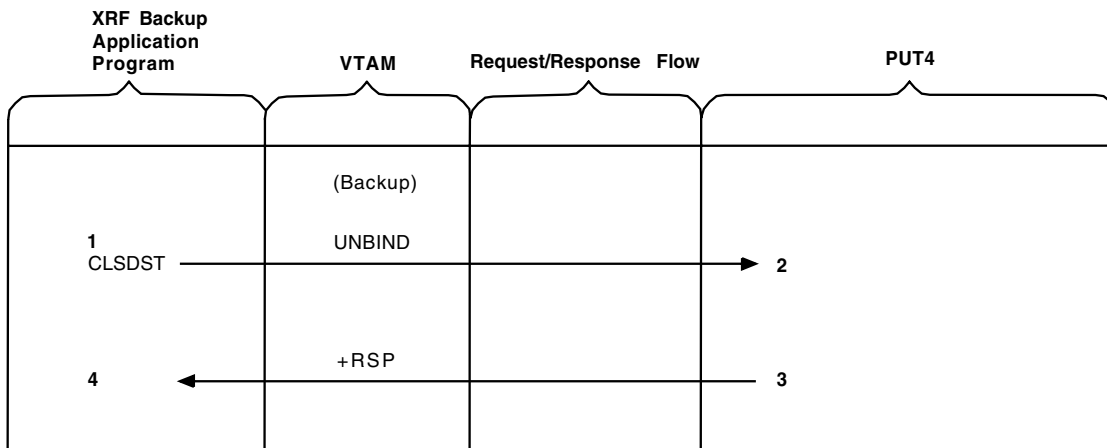 XRF Backup
Application
Program
VTAM
Request/Response Flow
PUT4
(Backup)
1
CLSDST
UNBIND
2
+RSP
4
3